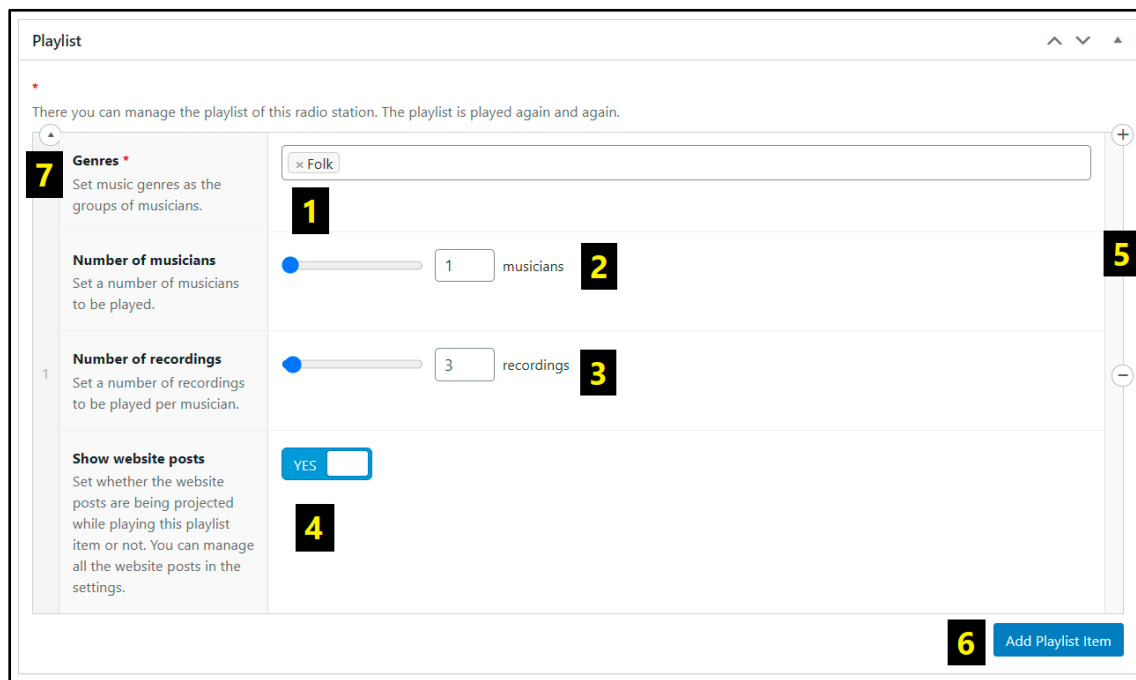 Playlist
*
There you can manage the playlist of this radio station. The playlist is played again and again.
7
Genres *
Set music genres as the
groups of musicians.
× Folk
1
5
Number of musicians
Set a number of musicians
to be played.
1 musicians
2
1
Number of recordings
Set a number of recordings
to be played per musician.
3 recordings
3
Show website posts
Set whether the website
posts are being projected
while playing this playlist
item or not. You can manage
all the website posts in the
settings.
YES
4
6
Add Playlist Item